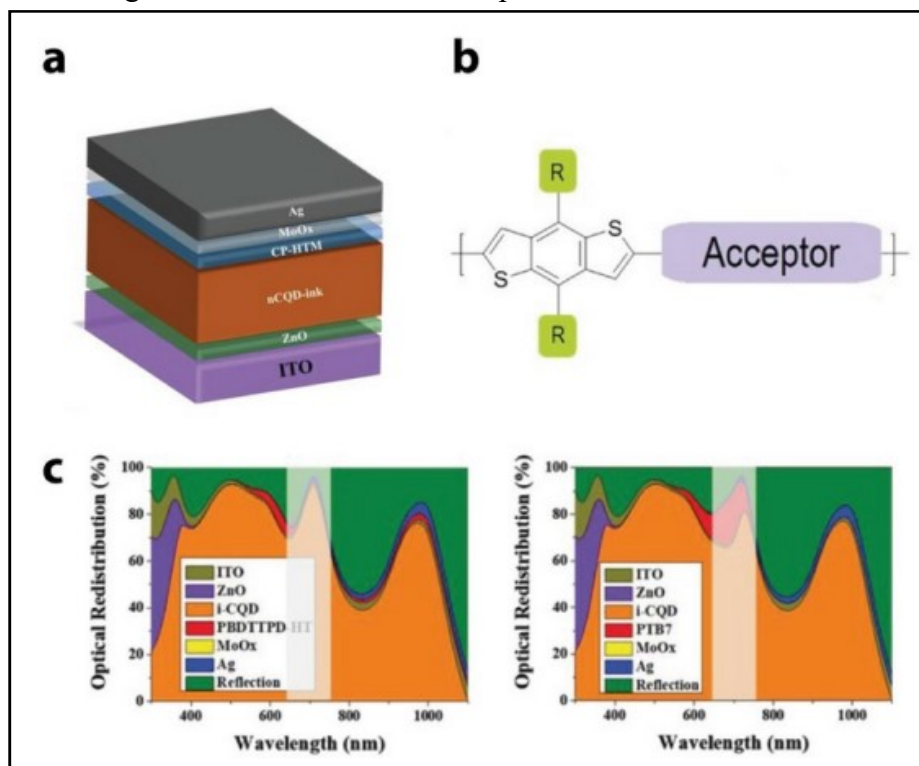 a
b
Ag
MoOx
CP-HTM
nCQD-ink
ZnO
ITO
R
S
S
Acceptor
R
c
Optical Redistribution (%)
100
80
60
40
20
0
ITO
ZnO
i-CQD
PBDTTPD-HT
MoOx
Ag
Reflection
400 600 800 1000
Wavelength (nm)
Optical Redistribution (%)
100
80
60
40
20
0
ITO
ZnO
i-CQD
PTB7
MoOx
Ag
Reflection
400 600 800 1000
Wavelength (nm)